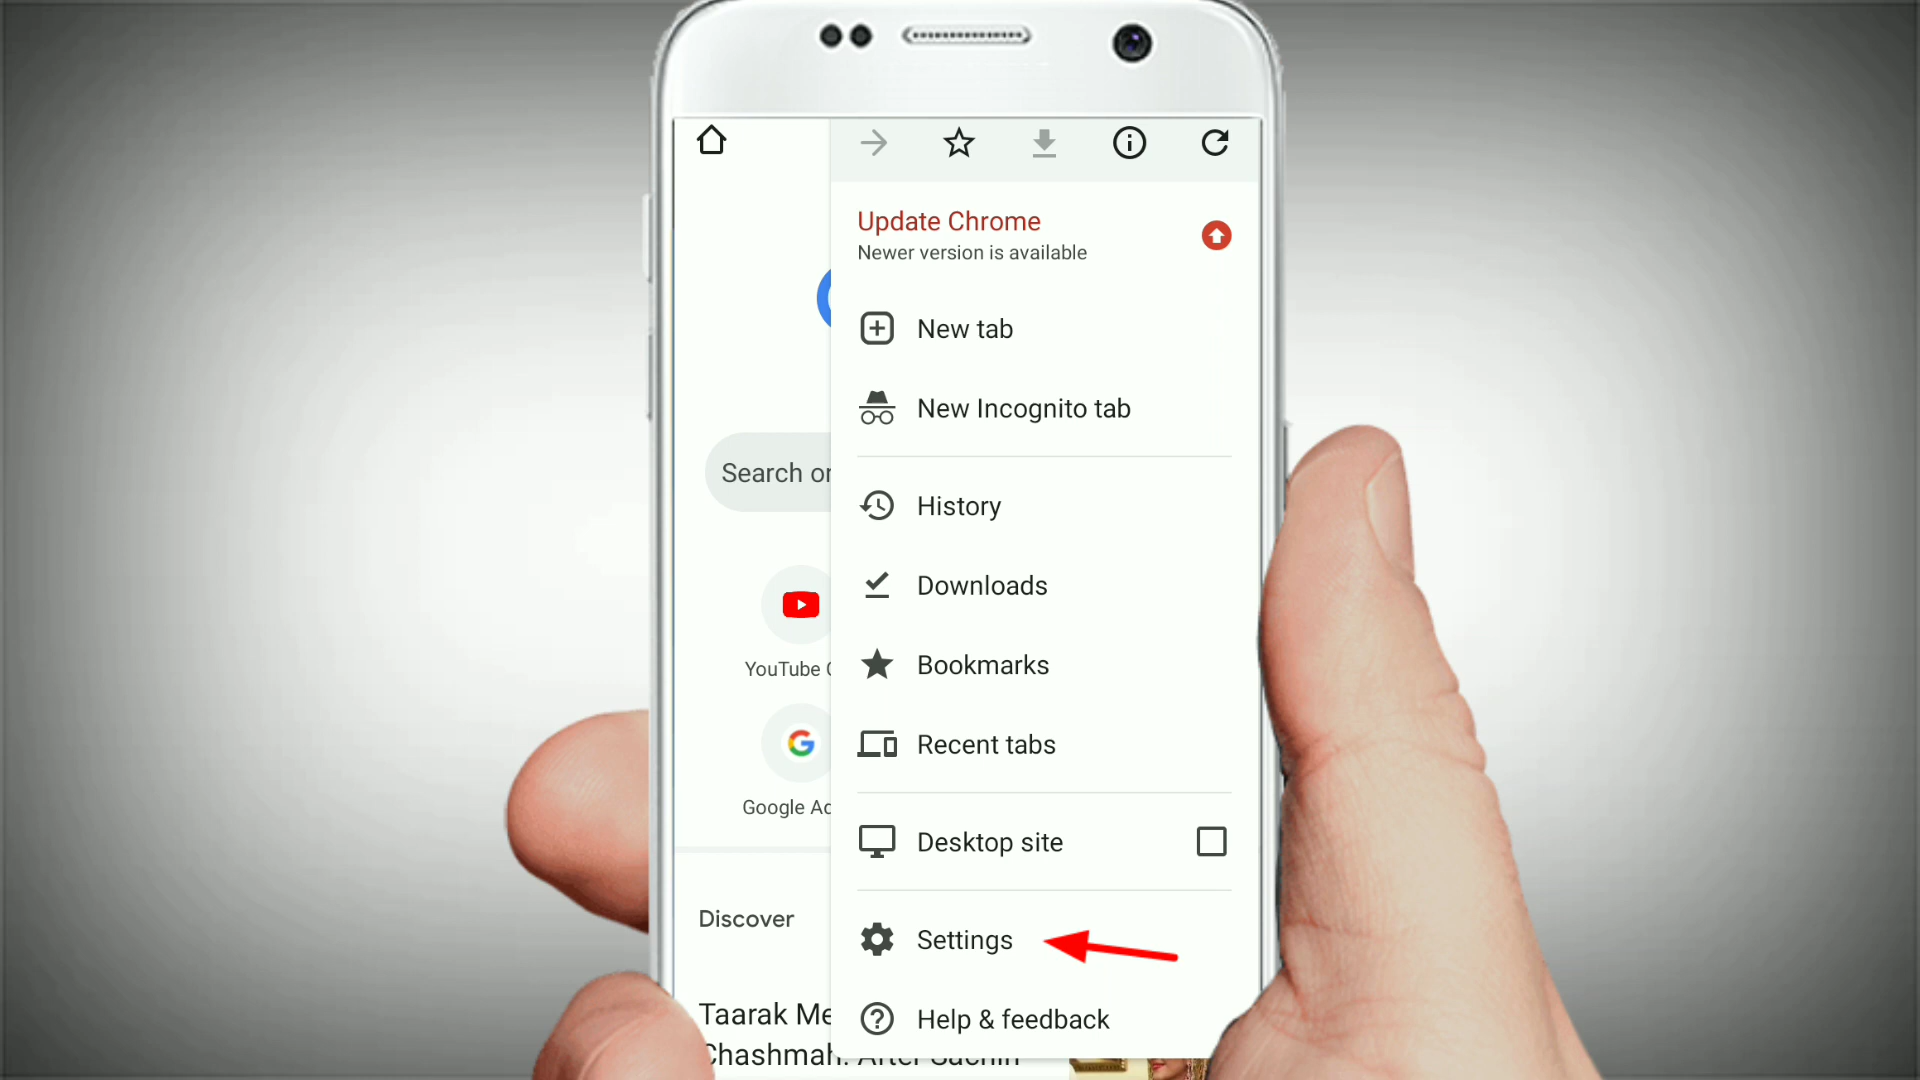 Update Chrome
Newer version is available
New tab
New Incognito tab
Search or
History
Downloads
YouTube
Bookmarks
Recent tabs
Google Ad
Desktop site
Discover
Settings
Taarak Me
Help & feedback
Chashmah: After Sachin